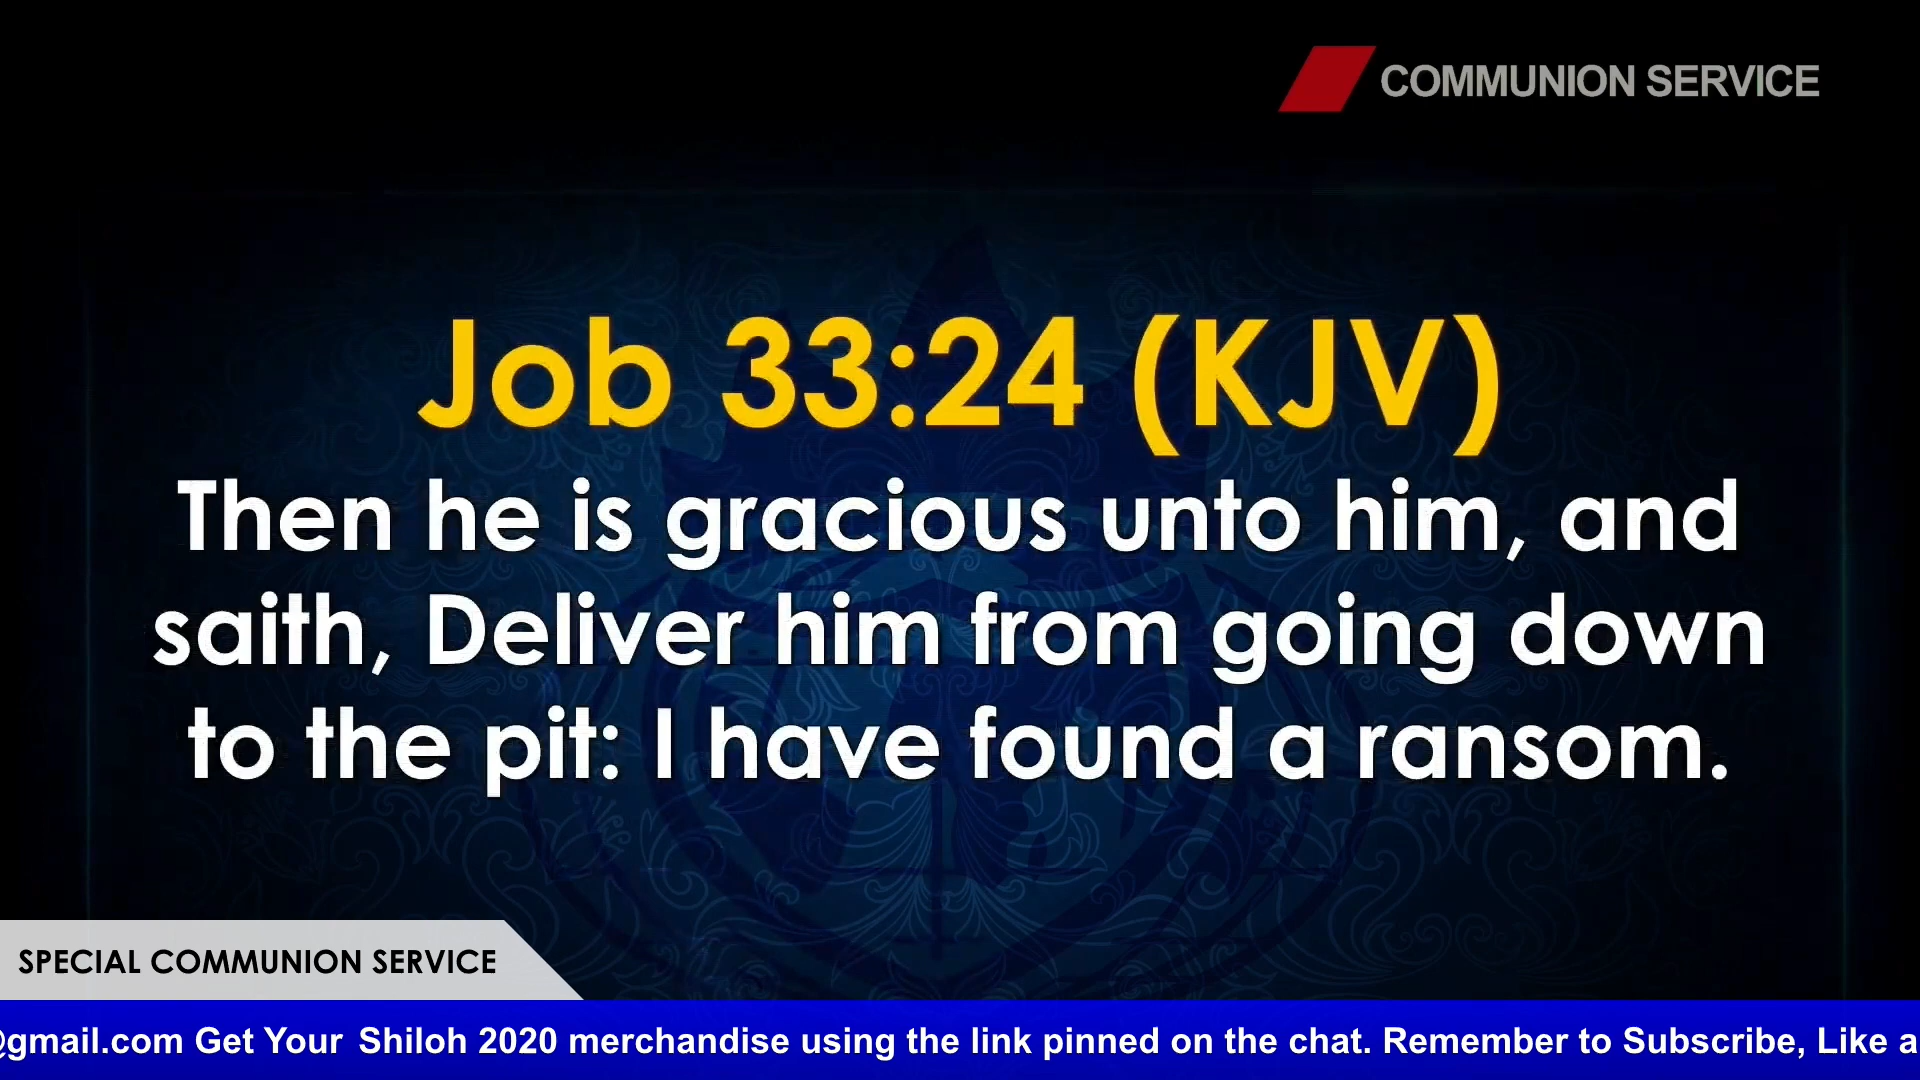 COMMUNION SERVICE
Job 33:24 (KJV)
Then he is gracious unto him, and
saith, Deliver him from going down
to the pit: I have found a ransom.
SPECIAL COMMUNION SERVICE
@gmail.com Get Your Shiloh 2020 merchandise using the link pinned on the chat. Remember to Subscribe, Like a